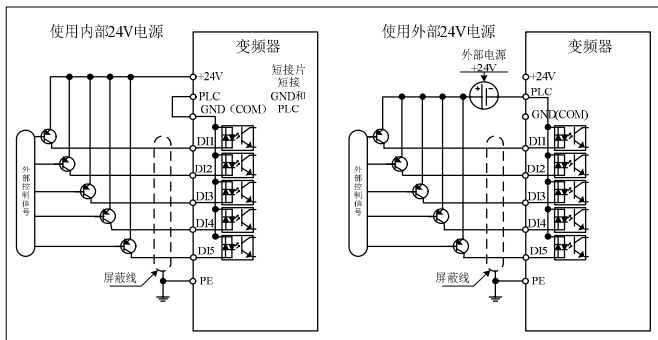 使用内部24V电源
变频器
+24V
短接片
短接
GND和
PLC
PLC
GND（COM）
DI1
DI2
DI3
DI4
DI5
外部控制信号
屏蔽线
PE
使用外部24V电源
变频器
外部电源
+24V
+24V
PLC
GND(COM)
DI1
DI2
DI3
DI4
DI5
外部控制信号
屏蔽线
PE